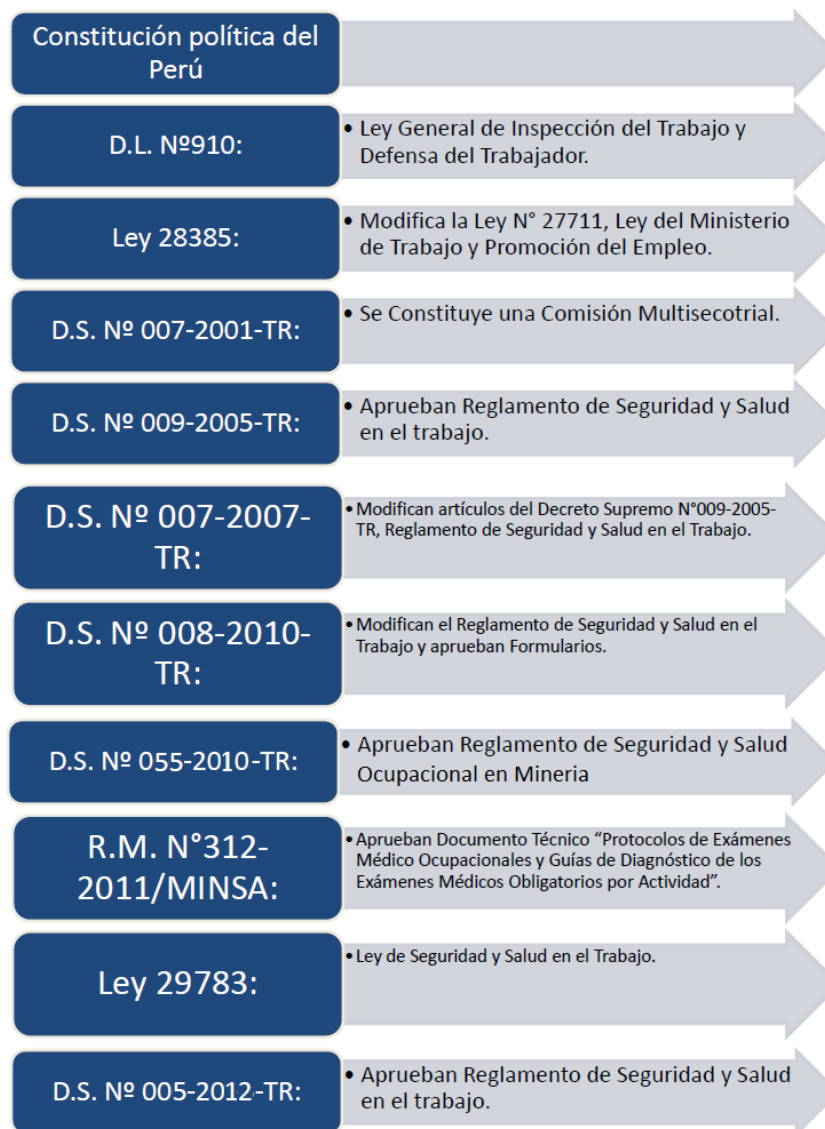 Constitución política del
Perú
D.L. Nº910:
• Ley General de Inspección del Trabajo y
Defensa del Trabajador.
Ley 28385:
• Modifica la Ley N° 27711, Ley del Ministerio
de Trabajo y Promoción del Empleo.
D.S. Nº 007-2001-TR:
• Se Constituye una Comisión Multisecotrial.
D.S. Nº 009-2005-TR:
• Aprueban Reglamento de Seguridad y Salud
en el trabajo.
D.S. Nº 007-2007-
TR:
• Modifican artículos del Decreto Supremo N°009-2005-
TR, Reglamento de Seguridad y Salud en el Trabajo.
D.S. Nº 008-2010-
TR:
• Modifican el Reglamento de Seguridad y Salud en el
Trabajo y aprueban Formularios.
D.S. Nº 055-2010-TR:
• Aprueban Reglamento de Seguridad y Salud
Ocupacional en Mineria
R.M. N°312-
2011/MINSA:
• Aprueban Documento Técnico “Protocolos de Exámenes
Médico Ocupacionales y Guías de Diagnóstico de los
Exámenes Médicos Obligatorios por Actividad”.
Ley 29783:
• Ley de Seguridad y Salud en el Trabajo.
D.S. Nº 005-2012-TR:
• Aprueban Reglamento de Seguridad y Salud
en el trabajo.